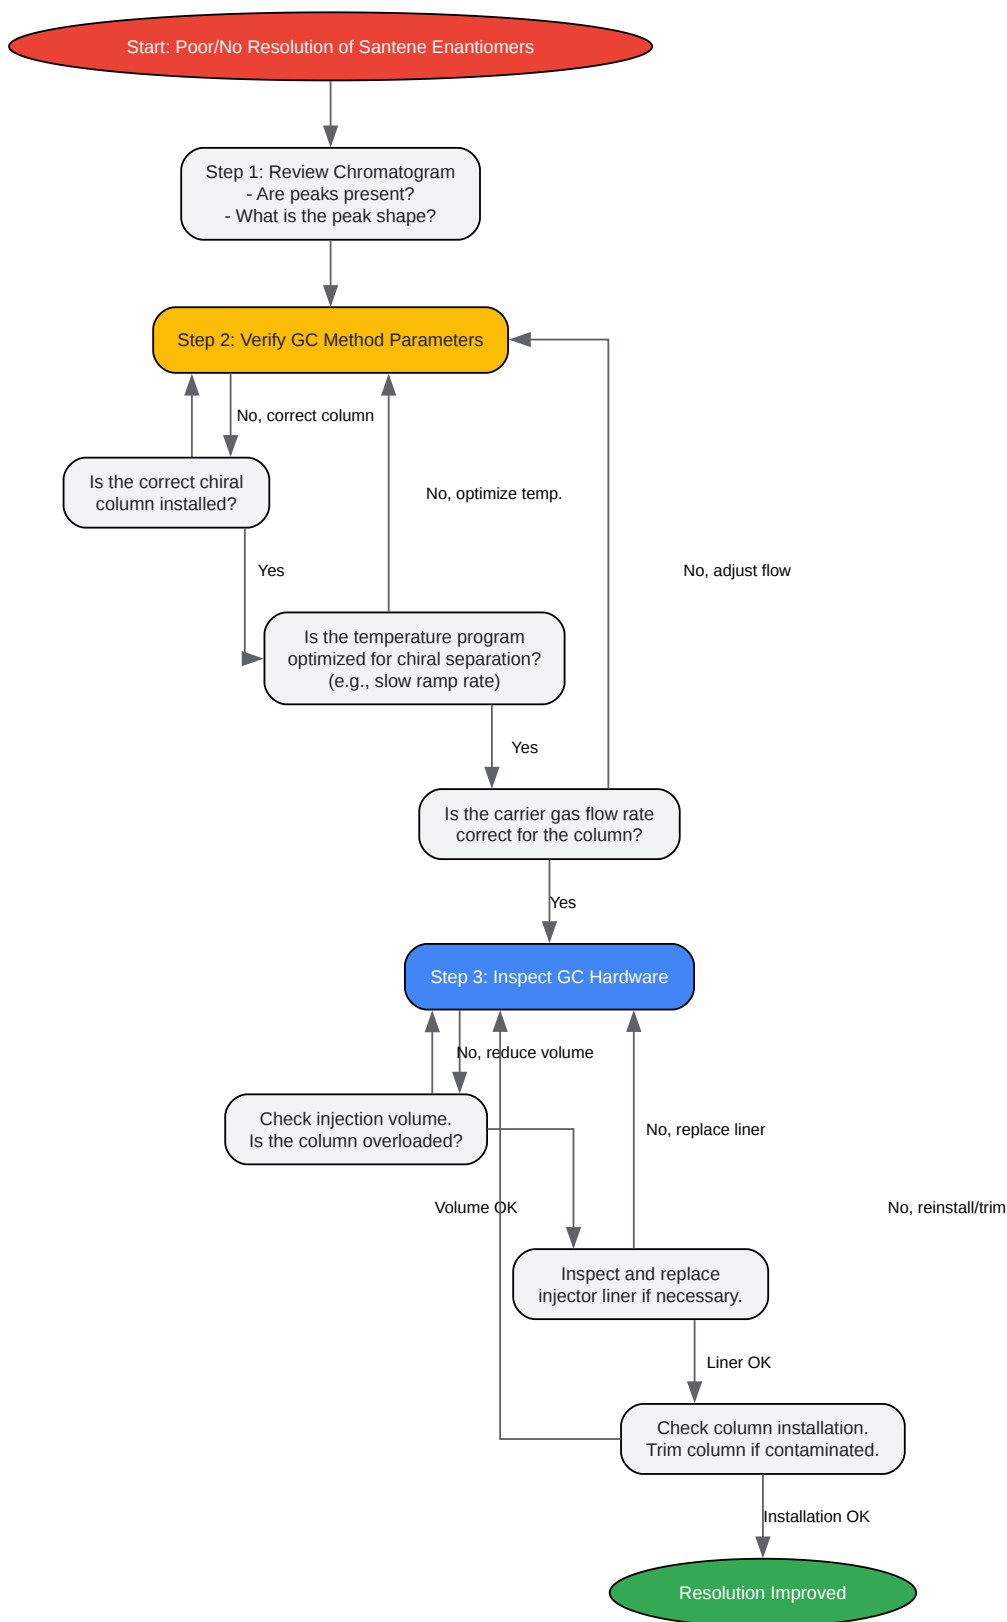 Start: Poor/No Resolution of Santene Enantiomers
Step 1: Review Chromatogram
- Are peaks present?
- What is the peak shape?
Step 2: Verify GC Method Parameters
No, correct column
Is the correct chiral
column installed?
No, optimize temp.
Yes
No, adjust flow
Is the temperature program
optimized for chiral separation?
(e.g., slow ramp rate)
Yes
Is the carrier gas flow rate
correct for the column?
Yes
Step 3: Inspect GC Hardware
No, reduce volume
Check injection volume.
Is the column overloaded?
No, replace liner
Volume OK
No, reinstall/trim
Inspect and replace
injector liner if necessary.
Liner OK
Check column installation.
Trim column if contaminated.
Installation OK
Resolution Improved